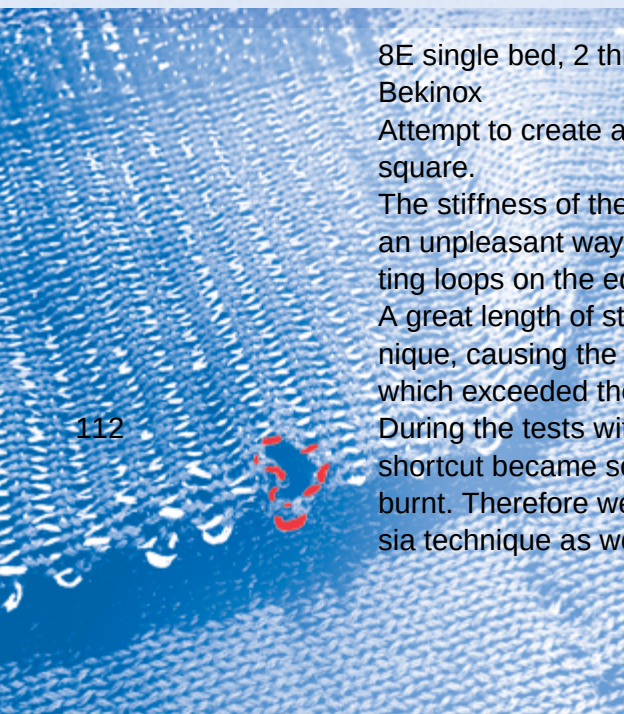 8E single bed, 2 thi
Bekinox
Attempt to create a
square.
The stiffness of the
an unpleasant way
ting loops on the ed
A great length of st
nique, causing the
which exceeded the
112
During the tests wit
shortcut became so
burnt. Therefore we
sia technique as we